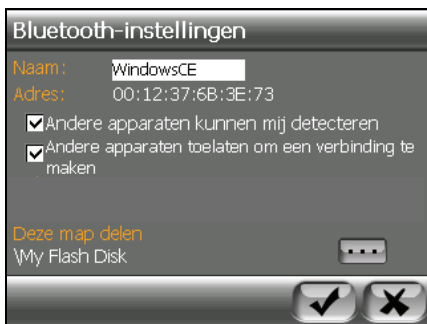 Bluetooth-instellingen
Naam: WindowsCE
Adres: 00:12:37:6B:3E:73
Andere apparaten kunnen mij detecteren
Andere apparaten toelaten om een verbinding te
maken
Deze map delen
\My Flash Disk
...